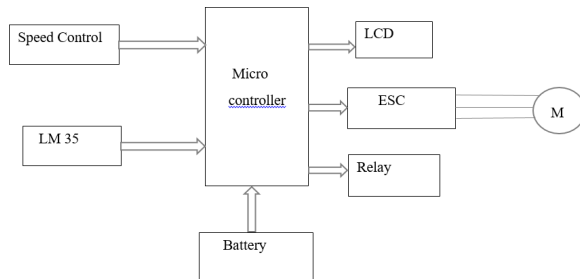 Speed Control
LM 35
Micro
controller
LCD
ESC
M
Relay
Battery